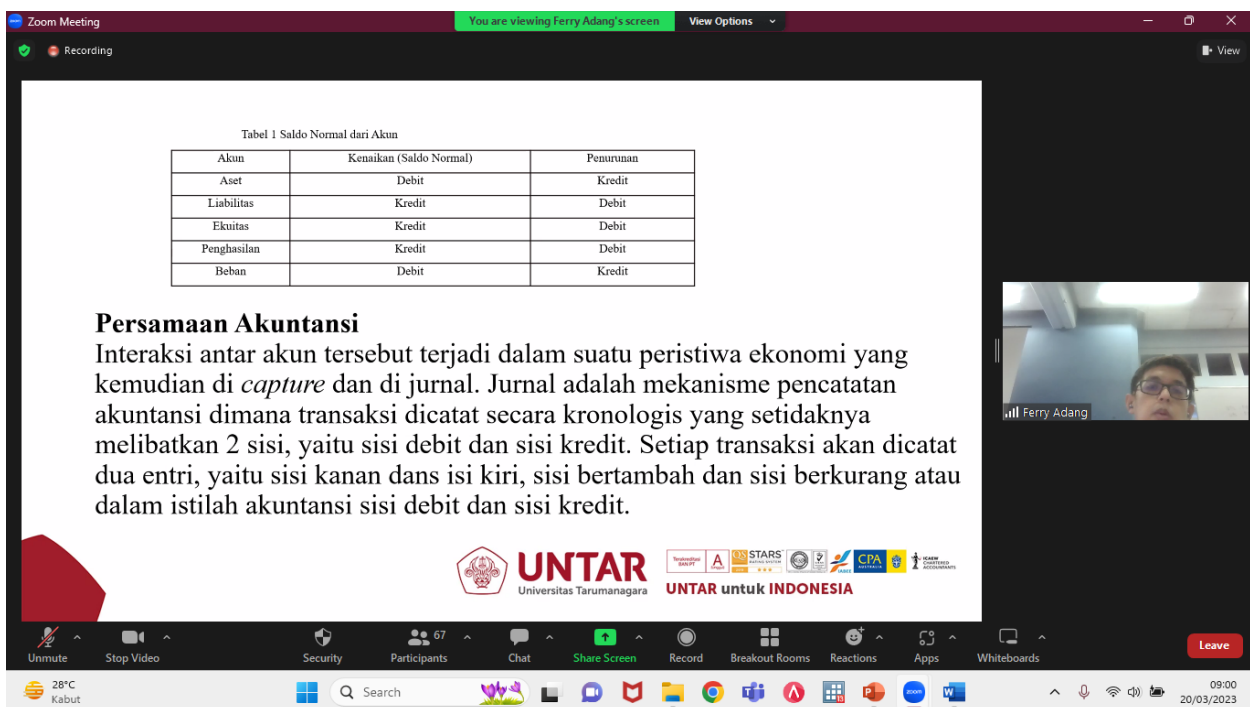 Zoom Meeting
You are viewing Ferry Adang's screen View Options
Recording
View
Tabel 1 Saldo Normal dari Akun
Akun Kenaikan (Saldo Normal) Penurunan
Aset Debit Kredit
Liabilitas Kredit Debit
Ekuitas Kredit Debit
Penghasilan Kredit Debit
Beban Debit Kredit
Persamaan Akuntansi
Interaksi antar akun tersebut terjadi dalam suatu peristiwa ekonomi yang
kemudian di capture dan di jurnal. Jurnal adalah mekanisme pencatatan
akuntansi dimana transaksi dicatat secara kronologis yang setidaknya
melibatkan 2 sisi, yaitu sisi debit dan sisi kredit. Setiap transaksi akan dicatat
dua entri, yaitu sisi kanan dans isi kiri, sisi bertambah dan sisi berkurang atau
dalam istilah akuntansi sisi debit dan sisi kredit.
Ferry Adang
UNTAR
Universitas Tarumanagara
A STARS CPA
UNTAR untuk INDONESIA
67
Unmute Stop Video Security Participants Chat Share Screen Record Breakout Rooms Reactions Apps Whiteboards Leave
28°C
Kabut
Search
zoom
09:00
20/03/2023